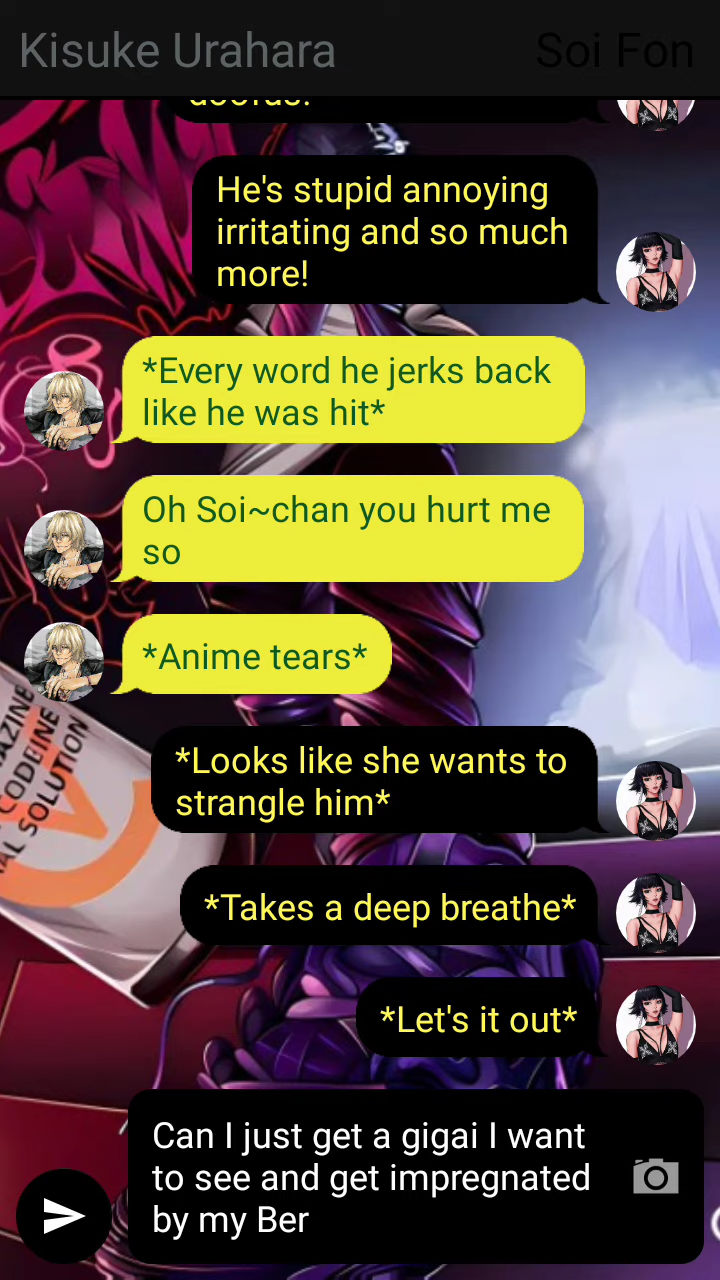 Kisuke Urahara
Soi Fon
He's stupid annoying
irritating and so much
more!
*Every word he jerks back
like he was hit*
Oh Soi~chan you hurt me
so
*Anime tears*
*Looks like she wants to
strangle him*
*Takes a deep breathe*
*Let's it out*
CODEINE
SOLUTION
Can I just get a gigai I want
to see and get impregnated
by my Ber